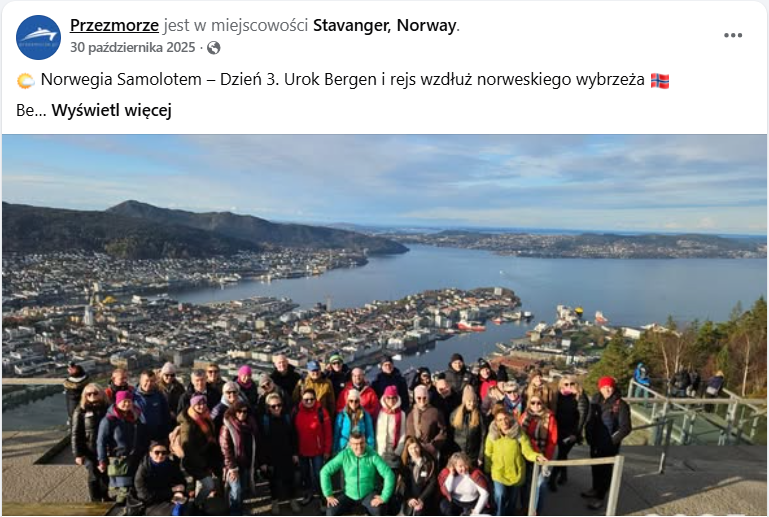 Przezmorze jest w miejscowości Stavanger, Norway.
30 października 2025 ·
🌤️ Norwegia Samolotem – Dzień 3. Urok Bergen i rejs wzdłuż norweskiego wybrzeża 🇳🇴
Be... Wyświetl więcej